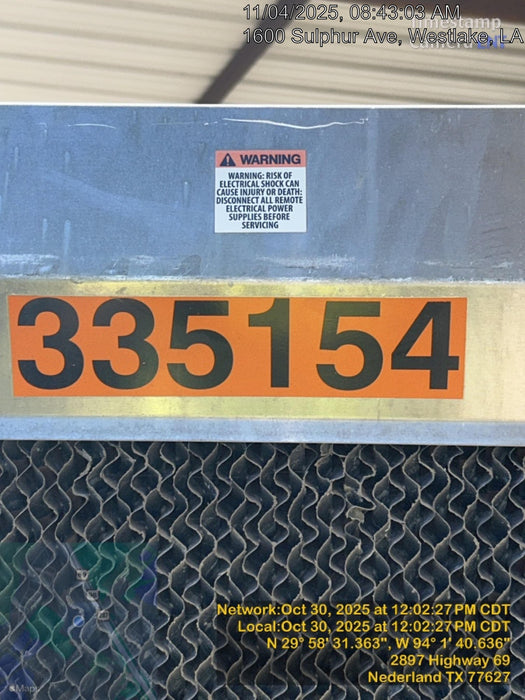 11/04/2025, 08:43:03 AM
timestamp
1600 Sulphur Ave, Westlake, LA
camera
WARNING
WARNING: RISK OF
ELECTRICAL SHOCK CAN
CAUSE INJURY OR DEATH:
DISCONNECT ALL REMOTE
ELECTRICAL POWER
SUPPLIES BEFORE
SERVICING
335154
Network:Oct 30, 2025 at 12:02:27 PM CDT
Local:Oct 30, 2025 at 12:02:27 PM CDT
N 29° 58' 31.363", W 94° 1' 40.636"
2897 Highway 69
Nederland TX 77627
Maps